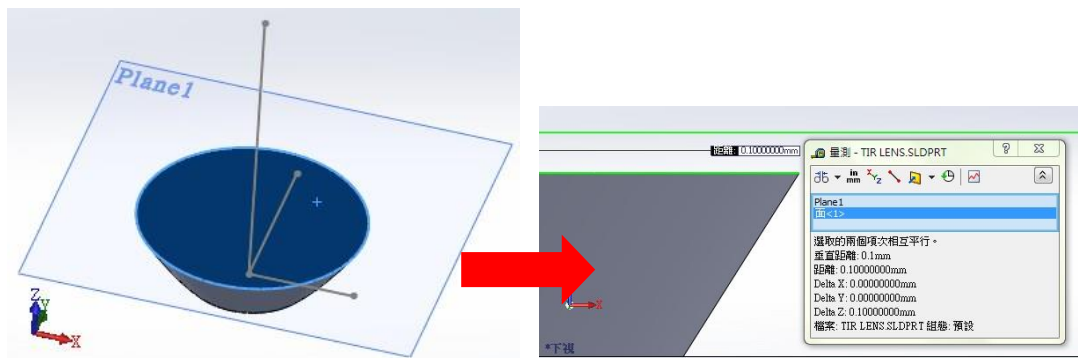 Plane1
Z
Y
X
距離: 0.10000000mm
量測 - TIR LENS.SLDPRT
in
mm
XYZ
Plane1
面<1>
選取的兩個項次相互平行。
垂直距離: 0.1mm
距離: 0.10000000mm
Delta X: 0.00000000mm
Delta Y: 0.00000000mm
Delta Z: 0.10000000mm
檔案: TIR LENS.SLDPRT 組態: 預設
X
*下視